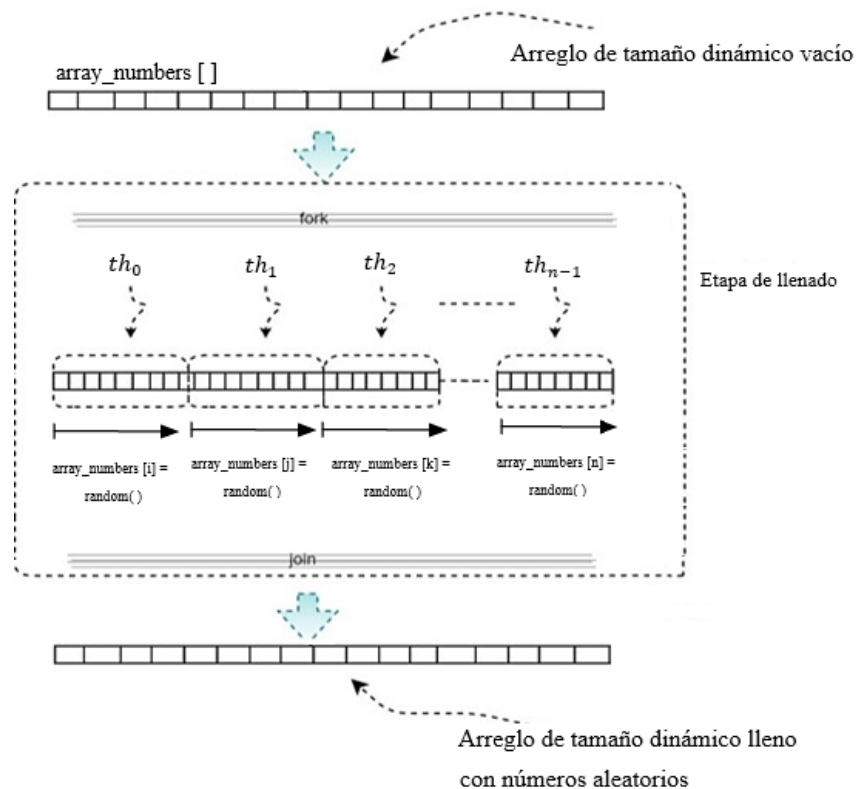 Arreglo de tamaño dinámico vacío
array_numbers [ ]
fork
th₀ th₁ th₂ thₙ₋₁
Etapa de llenado
array_numbers [i] = array_numbers [j] = array_numbers [k] = array_numbers [n] =
random( ) random( ) random( ) random( )
join
Arreglo de tamaño dinámico lleno
con números aleatorios